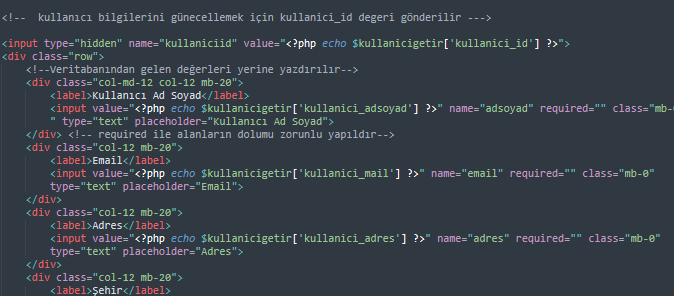 <!--  kullanıcı bilgilerini günecellemek için kullanici_id degeri gönderilir --->
<input type="hidden" name="kullaniciid" value="<?php echo $kullanicigetir['kullanici_id'] ?>">
<div class="row">
<!--Veritabanından gelen değerleri yerine yazdırılır-->
<div class="col-md-12 col-12 mb-20">
<label>Kullanıcı Ad Soyad</label>
<input value="<?php echo $kullanicigetir['kullanici_adsoyad'] ?>" name="adsoyad" required="" class="mb-
" type="text" placeholder="Kullanıcı Ad Soyad">
</div> <!-- required ile alanların dolumu zorunlu yapıldır-->
<div class="col-12 mb-20">
<label>Email</label>
<input value="<?php echo $kullanicigetir['kullanici_mail'] ?>" name="email" required="" class="mb-0"
type="text" placeholder="Email">
</div>
<div class="col-12 mb-20">
<label>Adres</label>
<input value="<?php echo $kullanicigetir['kullanici_adres'] ?>" name="adres" required="" class="mb-0"
type="text" placeholder="Adres">
</div>
<div class="col-12 mb-20">
<label>Şehir</label>